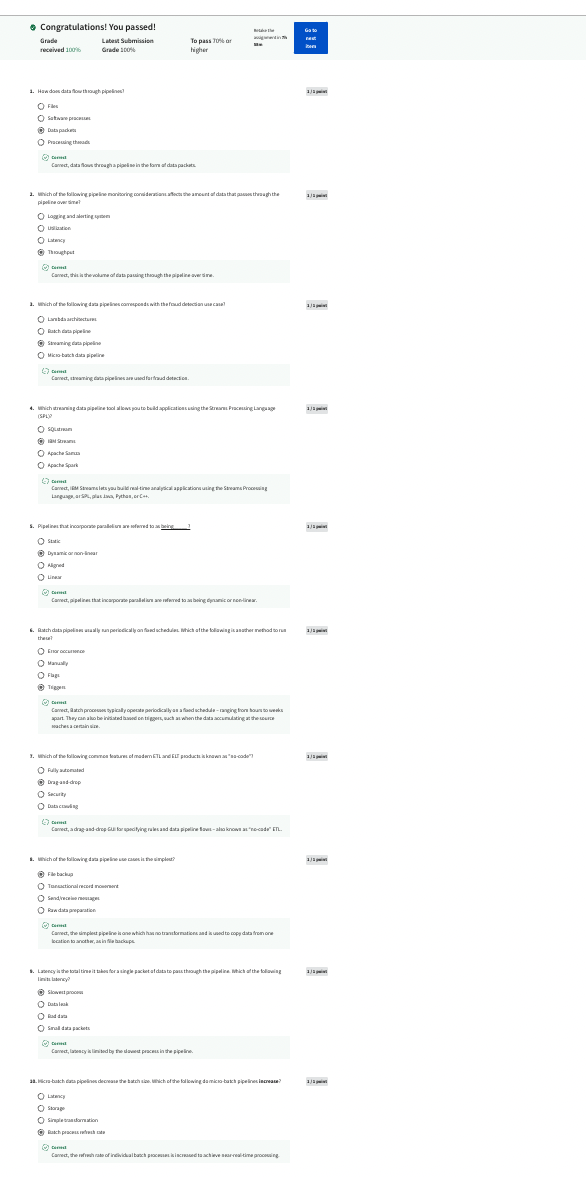 Congratulations! You passed!
Grade received 100%
Latest Submission Grade 100%
To pass 70% or higher
Retake the assignment in 7h
Go to next item
1. How does data flow through pipelines?
1 / 1 point
Files
Software processes
Data packets
Processing threads
Correct
Correct, data flows through a pipeline in the form of data packets.
2. Which of the following pipeline monitoring considerations affects the amount of data that passes through the
pipeline over time?
1 / 1 point
Logging and alerting system
Utilization
Latency
Throughput
Correct
Correct, this is the volume of data passing through the pipeline over time.
3. Which of the following data pipelines corresponds with the fraud detection use case?
1 / 1 point
Lambda architectures
Batch data pipeline
Streaming data pipeline
Micro-batch data pipeline
Correct
Correct, streaming data pipelines are used for fraud detection.
4. Which streaming data pipeline tool allows you to build applications using the Streams Processing Language
(SPL)?
1 / 1 point
SQLstream
IBM Streams
Apache Samza
Apache Spark
Correct
Correct, IBM Streams lets you build real-time analytical applications using the Streams Processing
Language, or SPL, plus Java, Python, or C++.
5. Pipelines that incorporate parallelism are referred to as being_____?
1 / 1 point
Static
Dynamic or non-linear
Aligned
Linear
Correct
Correct, pipelines that incorporate parallelism are referred to as being dynamic or non-linear.
6. Batch data pipelines usually run periodically on fixed schedules. Which of the following is another method to run
these?
1 / 1 point
Error occurrence
Manually
Flags
Triggers
Correct
Correct, Batch processes typically operate periodically on a fixed schedule – ranging from hours to weeks
apart. They can also be initiated based on triggers, such as when the data accumulating at the source
reaches a certain size.
7. Which of the following common features of modern ETL and ELT products is known as "no-code"?
1 / 1 point
Fully automated
Drag-and-drop
Security
Data crawling
Correct
Correct, a drag-and-drop GUI for specifying rules and data pipeline flows – also known as "no-code" ETL.
8. Which of the following data pipeline use cases is the simplest?
1 / 1 point
File backup
Transactional record movement
Send/receive messages
Raw data preparation
Correct
Correct, the simplest pipeline is one which has no transformations and is used to copy data from one
location to another, as in file backups.
9. Latency is the total time it takes for a single packet of data to pass through the pipeline. Which of the following
limits latency?
1 / 1 point
Slowest process
Data leak
Bad data
Small data packets
Correct
Correct, latency is limited by the slowest process in the pipeline.
10. Micro-batch data pipelines decrease the batch size. Which of the following do micro-batch pipelines increase?
1 / 1 point
Latency
Storage
Simple transformation
Batch process refresh rate
Correct
Correct, the refresh rate of individual batch processes is increased to achieve near-real-time processing.